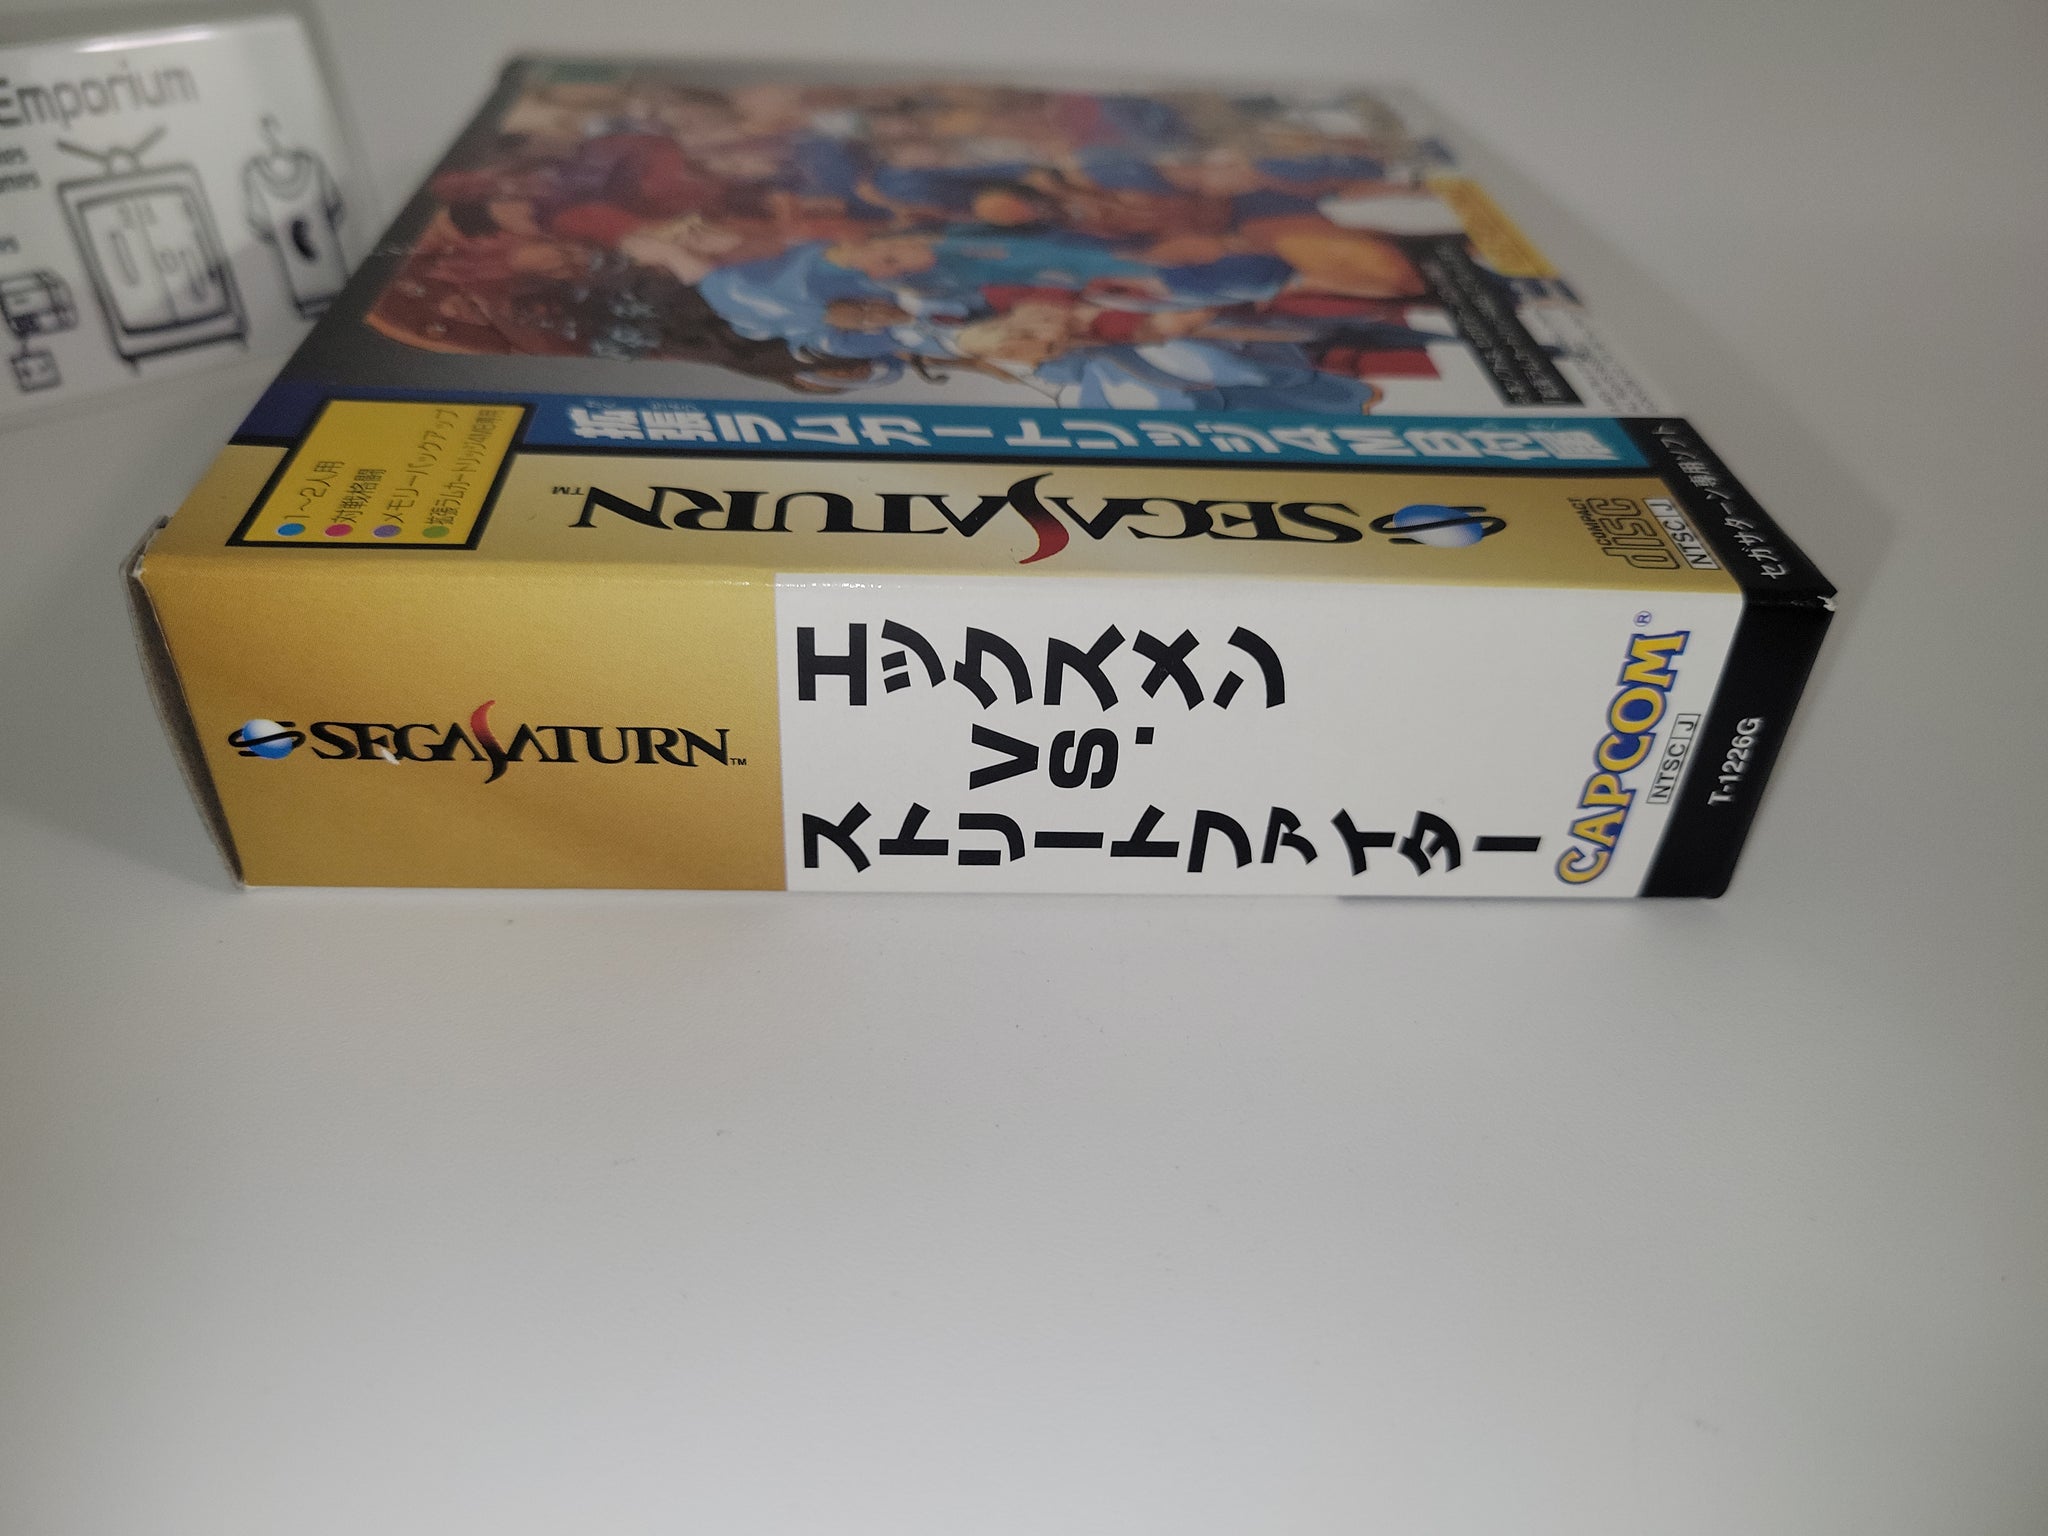 Emporium
拡張ラムカートリッジ4MB付属
1〜2人用
対戦格闘
メモリーバックアップ
拡張ラムカートリッジ4MB専用
SEGA SATURN™
COMPACT
disc
NTSC J
セガサターン専用ソフト
SEGA SATURN™
エックスメン
vs.
ストリートファイター
CAPCOM®
NTSC J
T-1226G